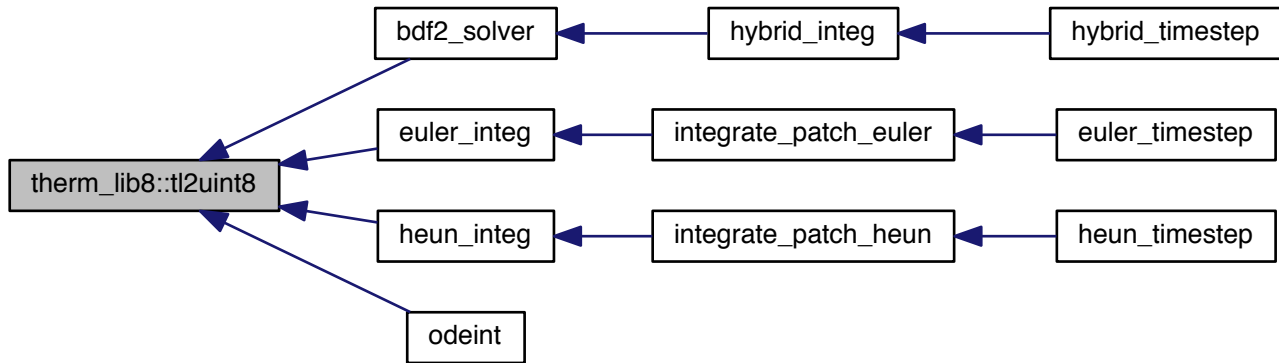 bdf2_solver
hybrid_integ
hybrid_timestep
euler_integ
integrate_patch_euler
euler_timestep
therm_lib8::tl2uint8
heun_integ
integrate_patch_heun
heun_timestep
odeint